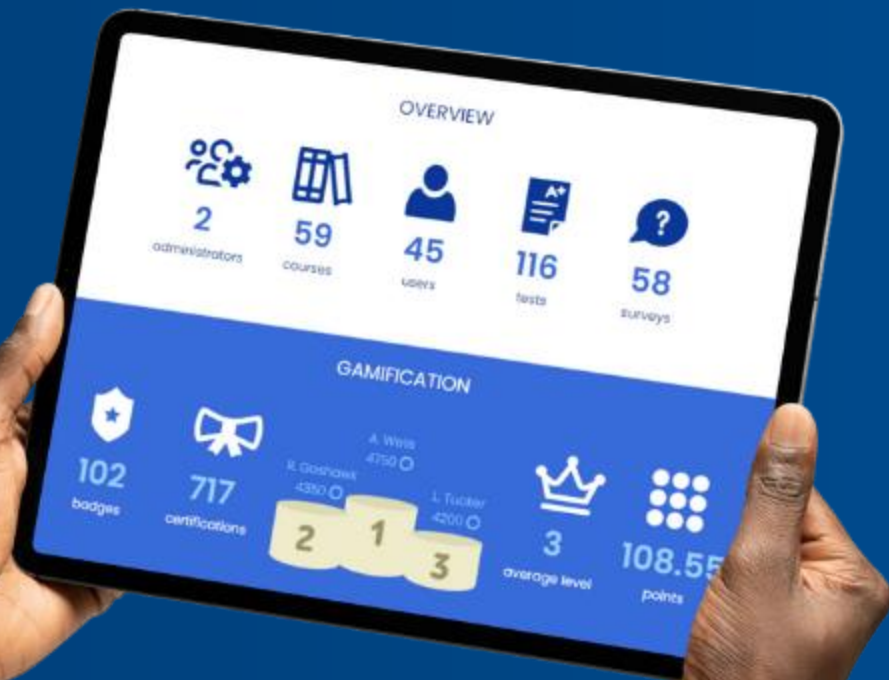 OVERVIEW
A+
?
2
administrators
59
courses
45
users
116
tests
58
surveys
GAMIFICATION
102
badges
717
certifications
R. Goshawk
4350
A. Weiss
4750
L. Tucker
4200
2
1
3
3
average level
108.55
points